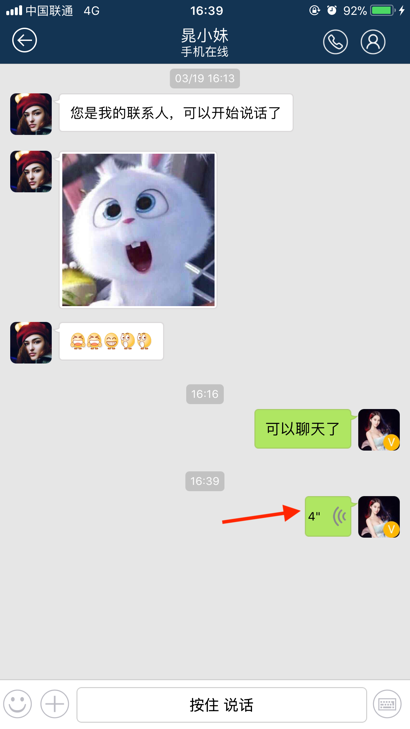 中国联通 4G 16:39 92%
晁小妹
手机在线
03/19 16:13
您是我的联系人，可以开始说话了
16:16
可以聊天了
V
16:39
4"
V
按住 说话